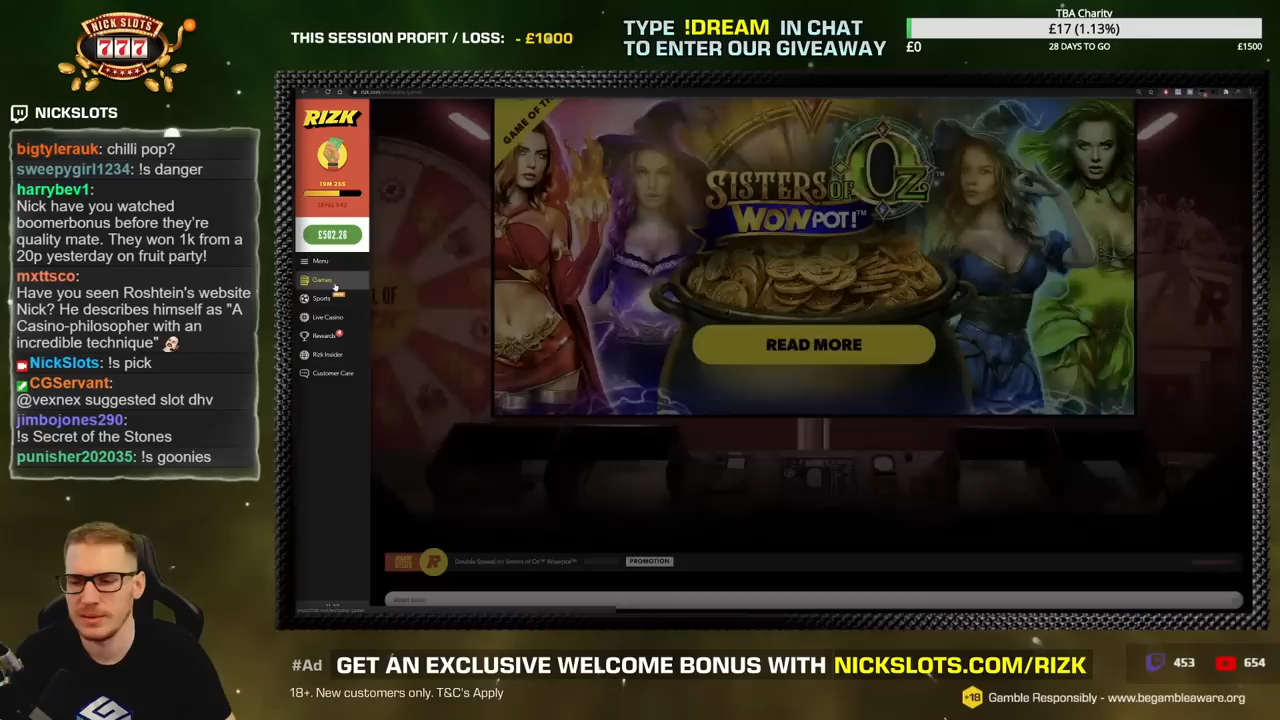 NICK SLOTS
777
THIS SESSION PROFIT / LOSS: - £1000
TYPE !DREAM IN CHAT
TO ENTER OUR GIVEAWAY
TBA Charity
£17 (1.13%)
£0
28 DAYS TO GO
£1500
NICKSLOTS
bigtylerauk: chilli pop?
sweepygirl1234: !s danger
harrybev1:
Nick have you watched
boomerbonus before they're
quality mate. They won 1k from a
20p yesterday on fruit party!
mxttsco:
Have you seen Roshtein's website
Nick? He describes himself as "A
Casino-philosopher with an
incredible technique"
NickSlots: !s pick
CGServant:
@vexnex suggested slot dhv
jimbojones290:
!s Secret of the Stones
punisher202035: !s goonies
RIZK
£502.26
Menu
Games
Sports
NEW
Live Casino
Rewards
Rizk Insider
Customer Care
GAME OF
SISTERS OF OZ™
WOWPOT!™
READ MORE
PROMOTION
#Ad GET AN EXCLUSIVE WELCOME BONUS WITH NICKSLOTS.COM/RIZK
18+. New customers only. T&C's Apply
453
654
+18 Gamble Responsibly - www.begambleaware.org